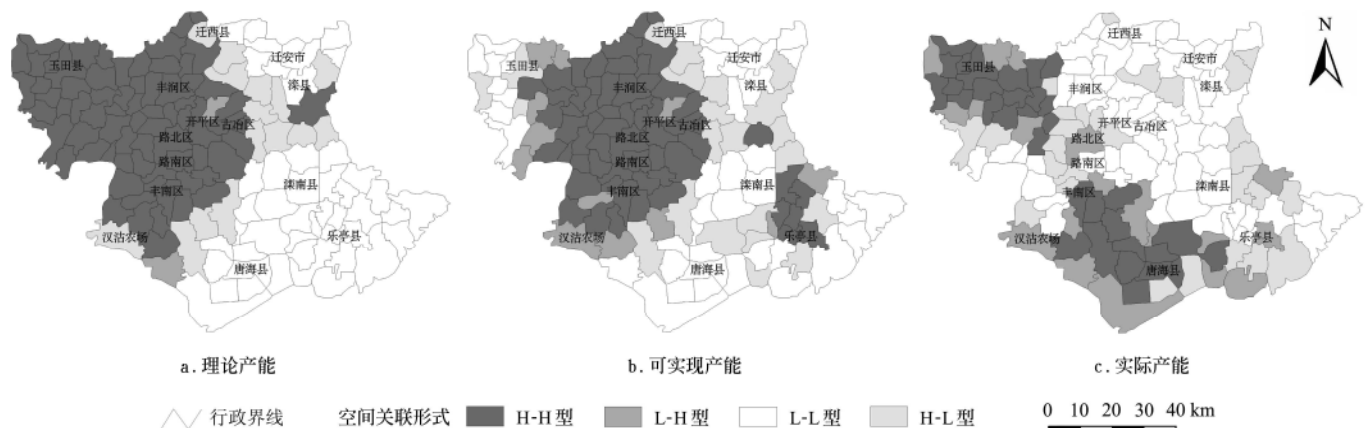 N
迁西县
迁安市
玉田县
滦县
丰润区
开平区
古冶区
路北区
路南区
滦南县
丰南区
汉沽农场
乐亭县
唐海县
迁西县
迁安市
玉田县
滦县
丰润区
开平区
古冶区
路北区
路南区
滦南县
丰南区
汉沽农场
乐亭县
唐海县
迁西县
迁安市
玉田县
滦县
丰润区
开平区
古冶区
路北区
路南区
滦南县
丰南区
汉沽农场
乐亭县
唐海县
a.理论产能
b.可实现产能
c.实际产能
行政界线 空间关联形式 H-H型 L-H型 L-L型 H-L型
0 10 20 30 40 km